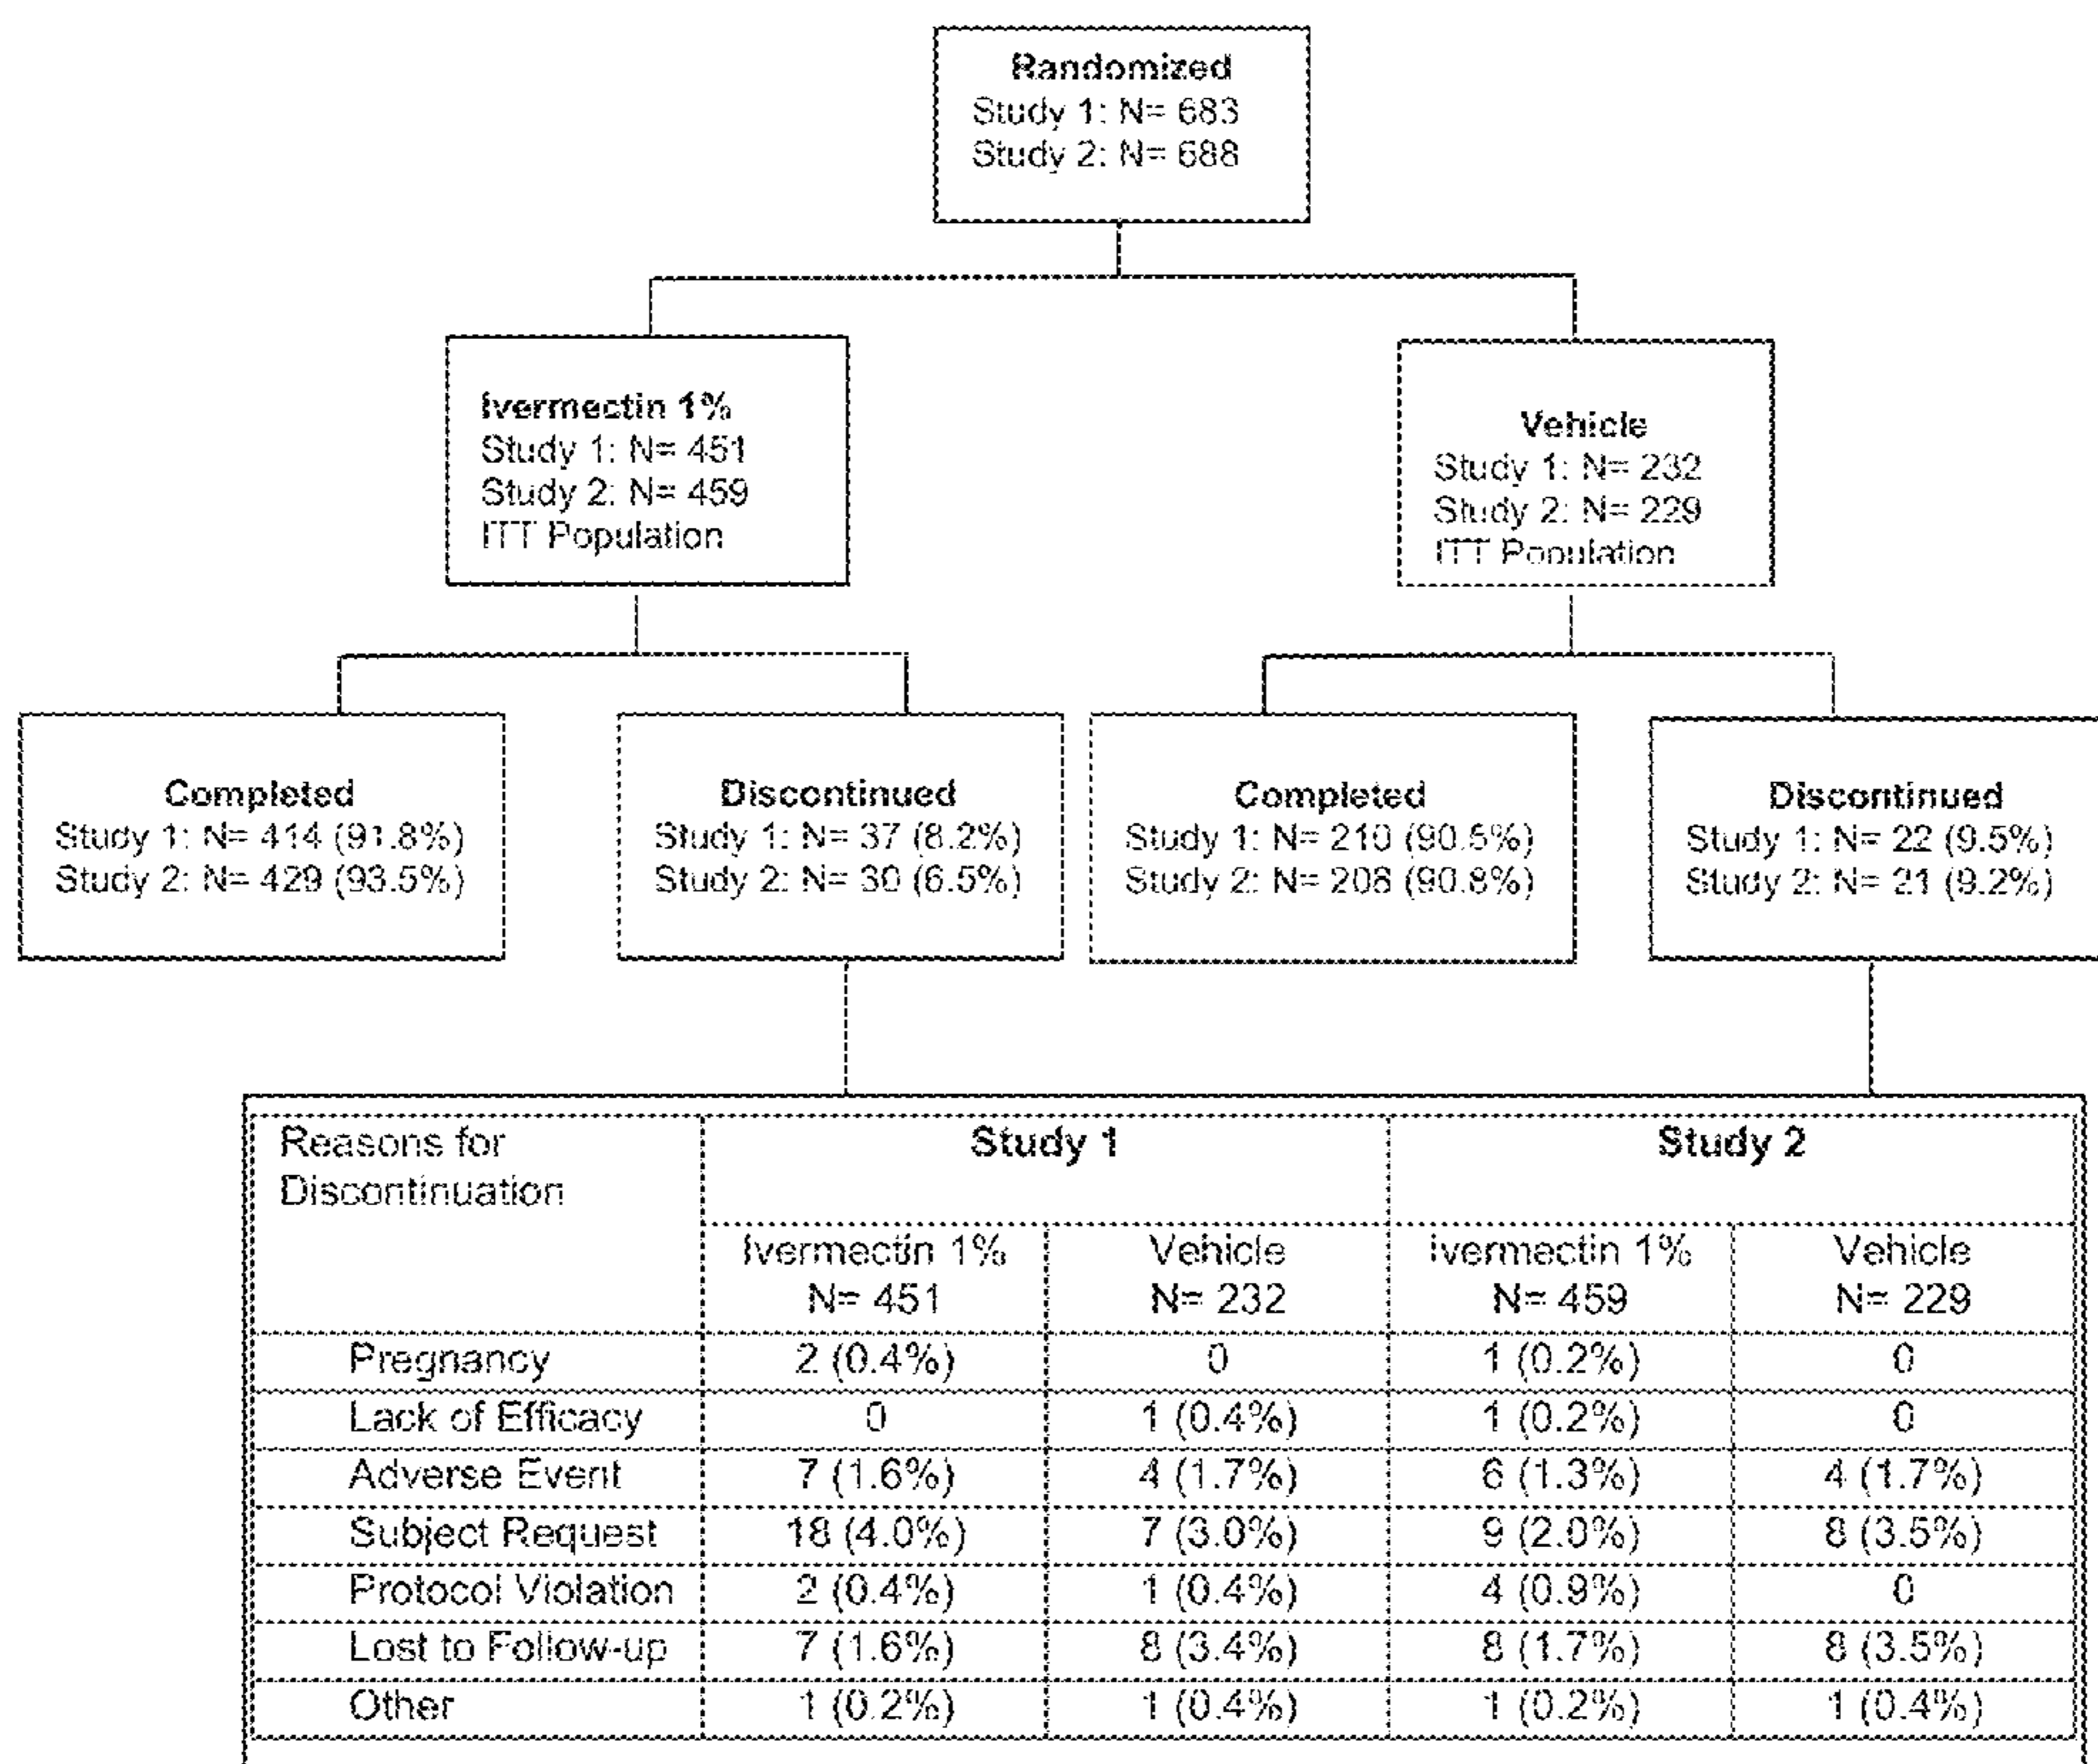 Randomized
Study 1: N= 683
Study 2: N= 688
Ivermectin 1%
Study 1: N= 451
Study 2: N= 459
ITT Population
Vehicle
Study 1: N= 232
Study 2: N= 229
ITT Population
Completed
Study 1: N= 414 (91.8%)
Study 2: N= 429 (93.5%)
Discontinued
Study 1: N= 37 (8.2%)
Study 2: N= 30 (6.5%)
Completed
Study 1: N= 210 (90.5%)
Study 2: N= 208 (90.8%)
Discontinued
Study 1: N= 22 (9.5%)
Study 2: N= 21 (9.2%)
Reasons for Study 1 Study 2
Discontinuation
Ivermectin 1% Vehicle Ivermectin 1% Vehicle
N= 451 N= 232 N= 459 N= 229
Pregnancy 2 (0.4%) 0 1 (0.2%) 0
Lack of Efficacy 0 1 (0.4%) 1 (0.2%) 0
Adverse Event 7 (1.6%) 4 (1.7%) 6 (1.3%) 4 (1.7%)
Subject Request 18 (4.0%) 7 (3.0%) 9 (2.0%) 8 (3.5%)
Protocol Violation 2 (0.4%) 1 (0.4%) 4 (0.9%) 0
Lost to Follow-up 7 (1.6%) 8 (3.4%) 8 (1.7%) 8 (3.5%)
Other 1 (0.2%) 1 (0.4%) 1 (0.2%) 1 (0.4%)